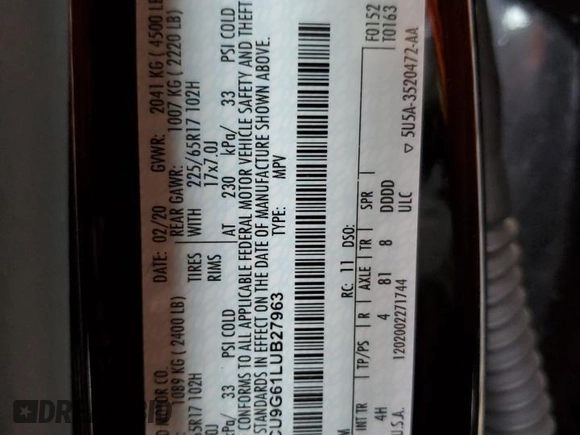 D MOTOR CO.
DATE: 02/20 GVWR: 2041 KG ( 4500 LB
1089 KG ( 2400 LB) REAR GAWR: 1007 KG ( 2220 LB)
5R17 102H TIRES WITH 225/65R17 102H
0J RIMS 17x7.0J
kPa/ 33 PSI COLD AT 230 kPa/ 33 PSI COLD
CONFORMS TO ALL APPLICABLE FEDERAL MOTOR VEHICLE SAFETY AND THEFT
STANDARDS IN EFFECT ON THE DATE OF MANUFACTURE SHOWN ABOVE.
CU9G61LUB27963 TYPE: MPV
F0152
T0163
RC: 11 DSO:
INT TR TP/PS R AXLE TR SPR
4H 4 81 8 DDDD
U.S.A. 1202002271744 ULC
▽ 5U5A-3520472-AA